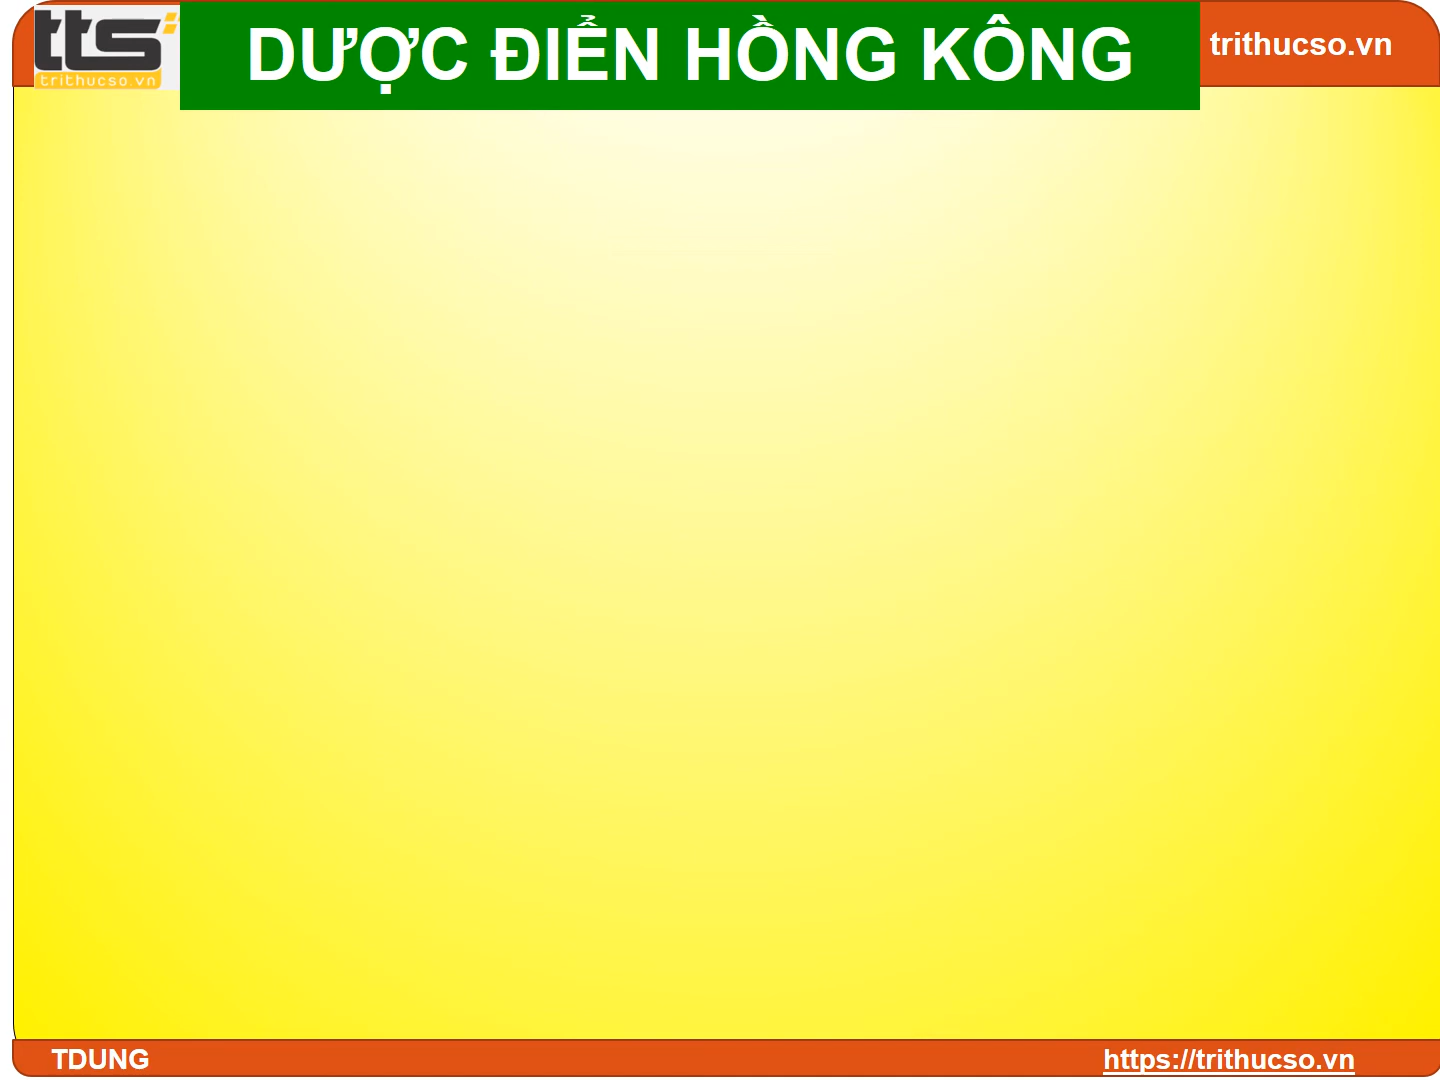 tts
trithucso.vn
DƯỢC ĐIỂN HỒNG KÔNG
trithucso.vn
TDUNG
https://trithucso.vn